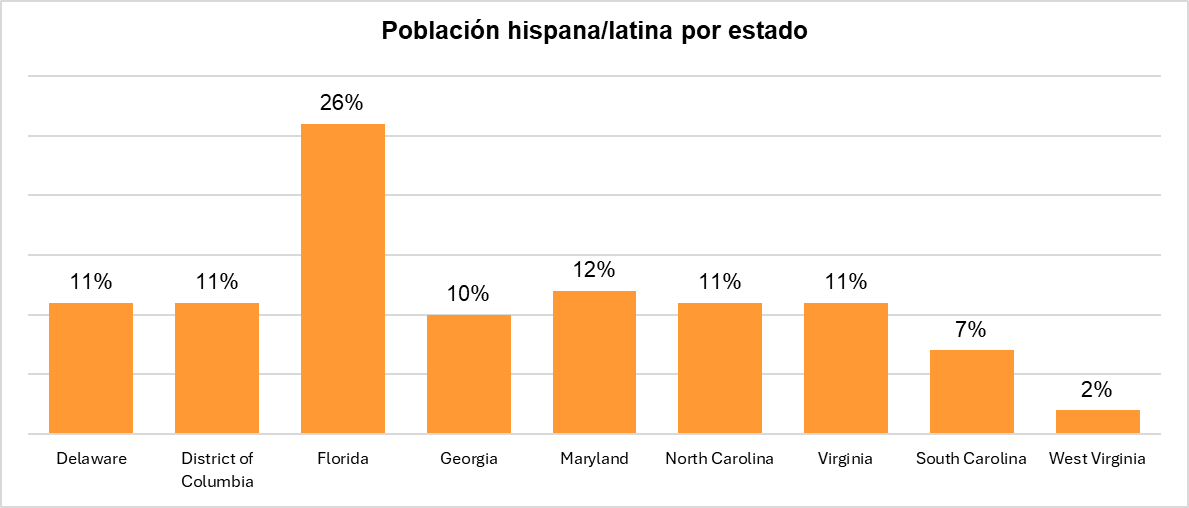 Población hispana/latina por estado
26%
11%
11%
10%
12%
11%
11%
7%
2%
Delaware
District of
Columbia
Florida
Georgia
Maryland
North Carolina
Virginia
South Carolina
West Virginia